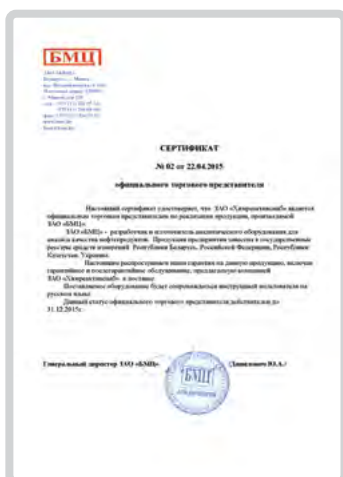 БМЦ
СЕРТИФИКАТ
№ 02 от 22.04.2015
официального торгового представителя
Настоящий сертификат удостоверяет, что ЗАО «Химреактивснаб» является
официальным торговым представителем по реализации продукции, производимой
УАО «БМЦ».
УАО «БМЦ» – разработчик и изготовитель аналитического оборудования для
анализа качества нефтепродуктов. Продукция предприятия занесена в государственные
реестры средств измерений Республики Беларусь, Российской Федерации, Республики
Казахстан, Украины.
Настоящим распространяем наши гарантии на данную продукцию, включая
гарантийное и послегарантийное обслуживание, предлагаемую компанией
ЗАО «Химреактивснаб» к поставке.
Поставляемое оборудование будет сопровождаться инструкцией пользователя на
русском языке
Данный статус официального торгового представителя действителен до
31.12.2015г.
Генеральный директор УАО «БМЦ» /Данилович Ю.А./
БМЦ